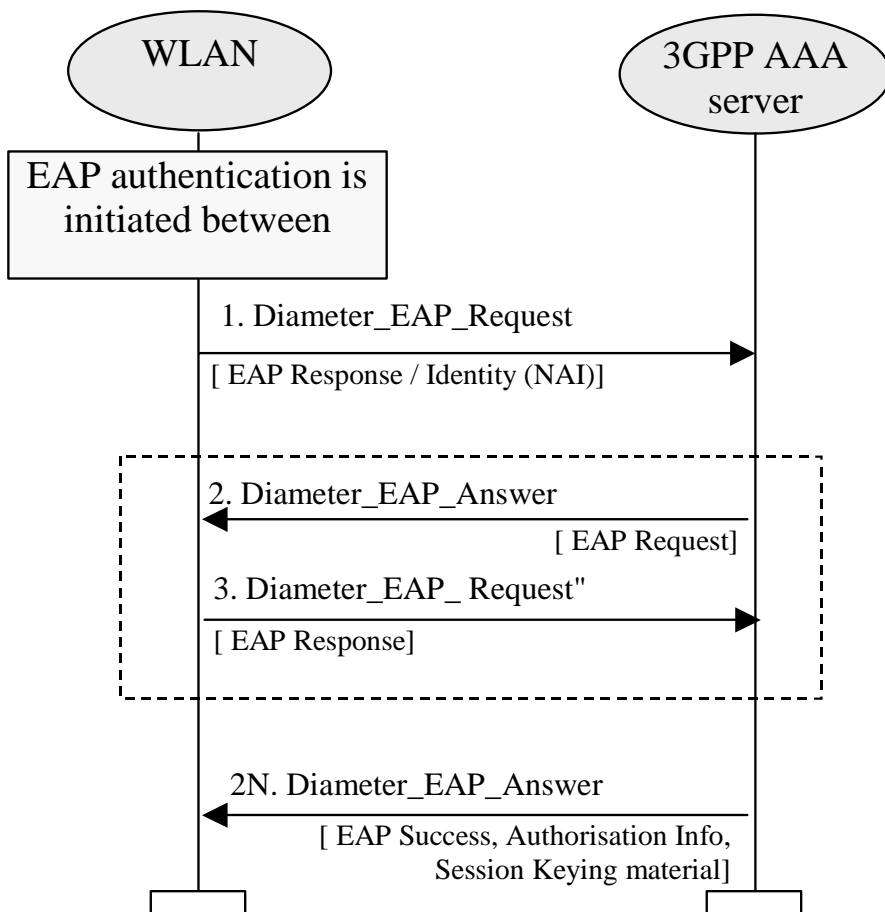 WLAN
3GPP AAA
server
EAP authentication is
initiated between
1. Diameter_EAP_Request
[ EAP Response / Identity (NAI)]
2. Diameter_EAP_Answer
[ EAP Request]
3. Diameter_EAP_ Request"
[ EAP Response]
2N. Diameter_EAP_Answer
[ EAP Success, Authorisation Info,
Session Keying material]